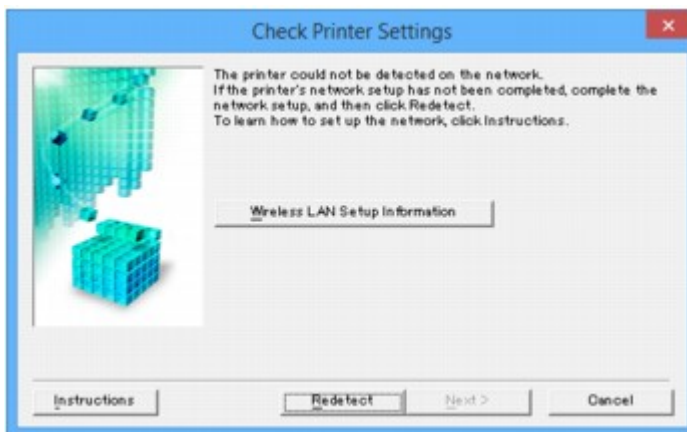 Check Printer Settings
The printer could not be detected on the network.
If the printer's network setup has not been completed, complete the
network setup, and then click Redetect.
To learn how to set up the network, click Instructions.
Wireless LAN Setup Information
Instructions
Redetect
Next >
Cancel